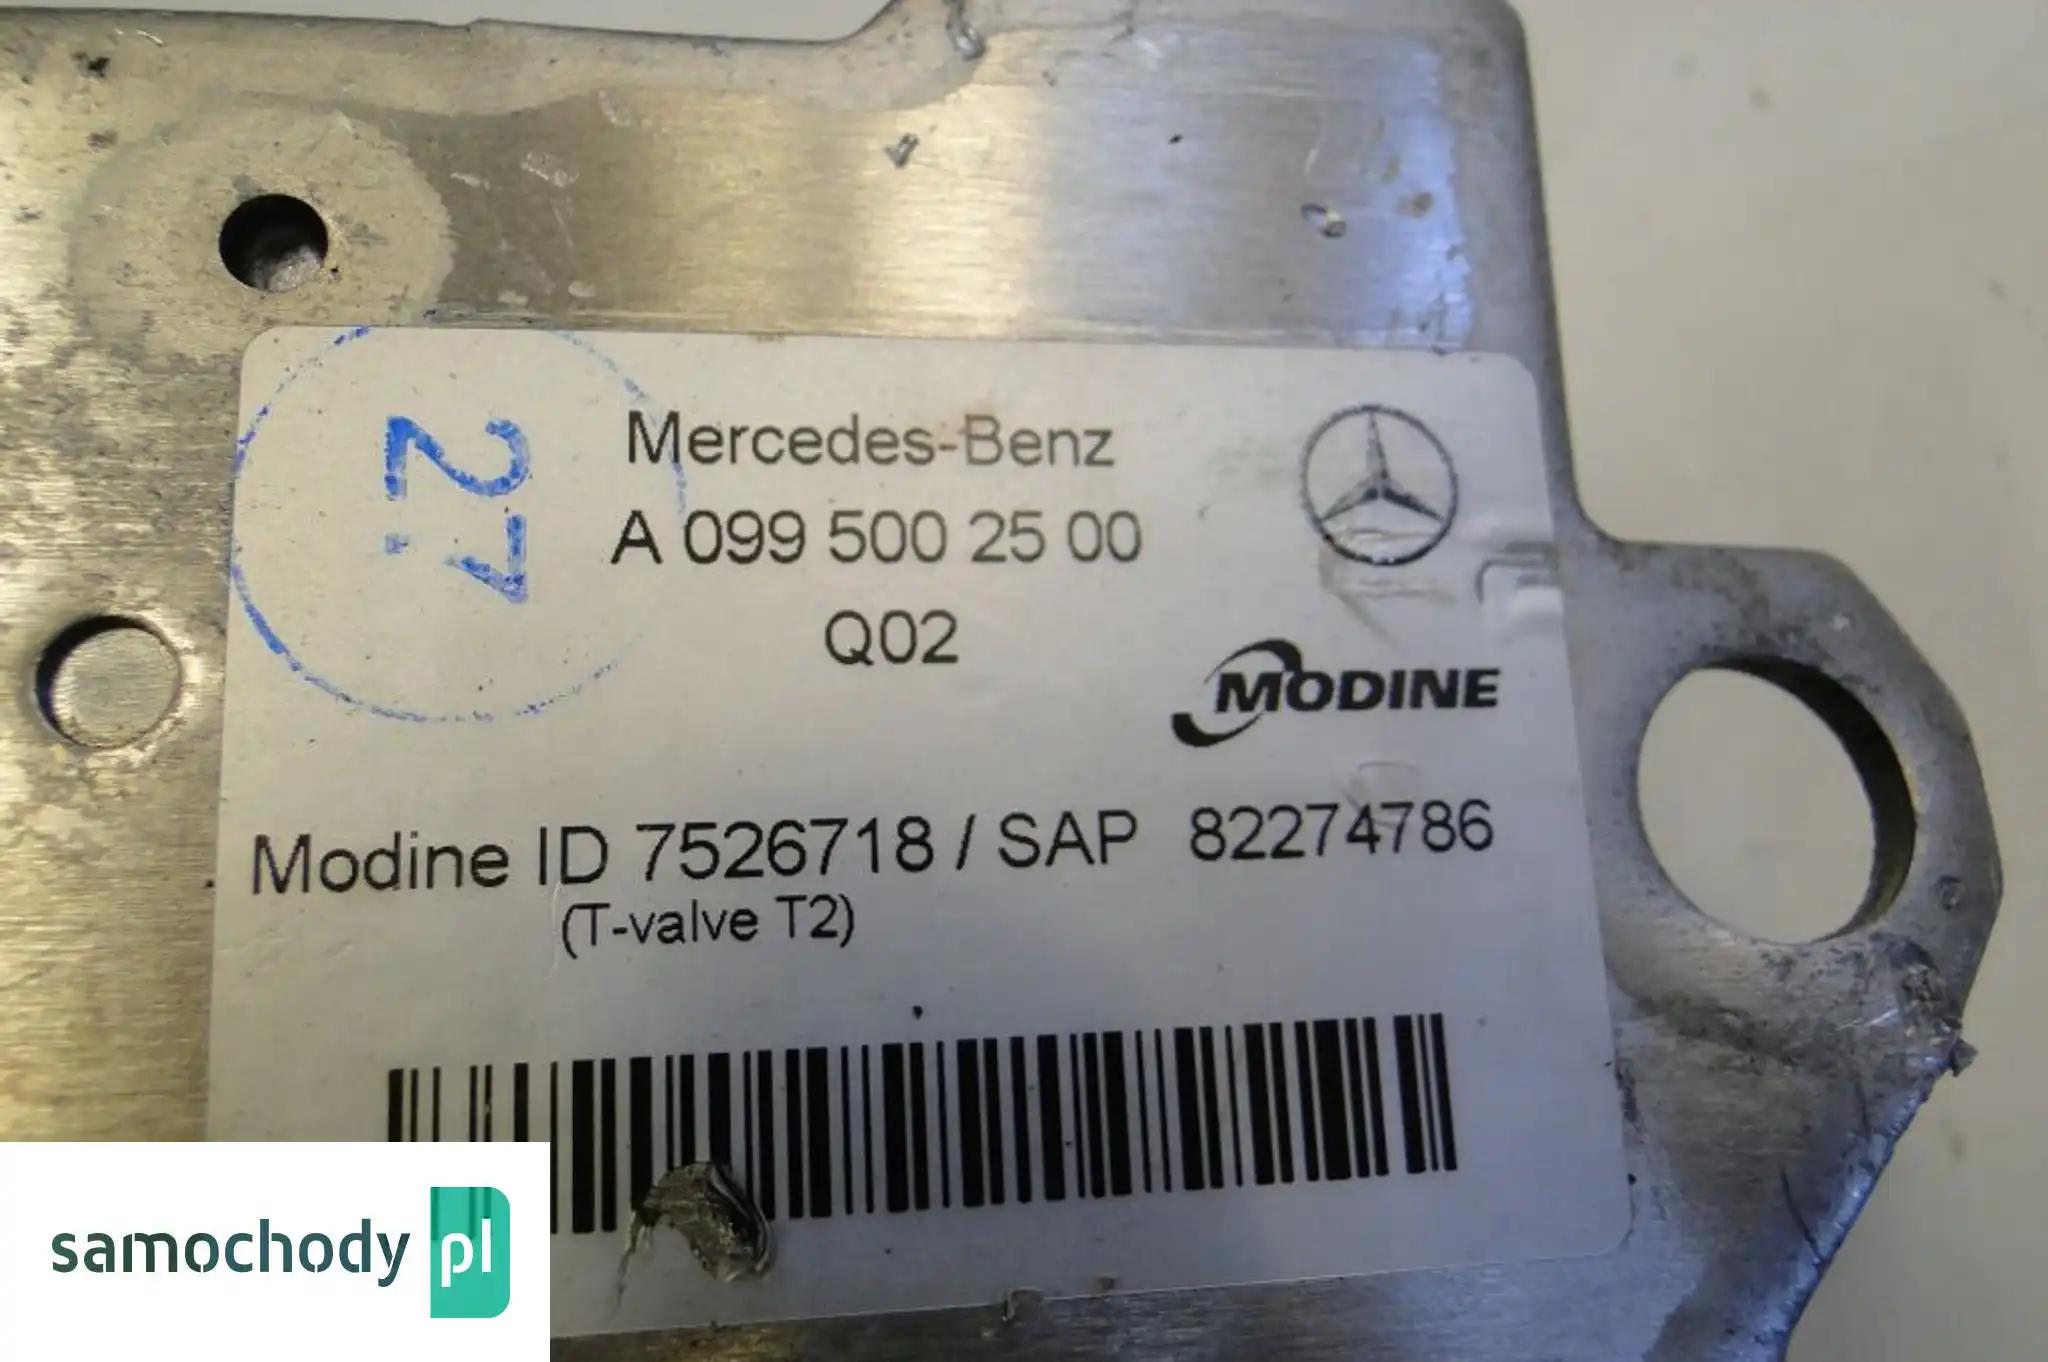 27
Mercedes-Benz
A 099 500 25 00
Q02
MODINE
Modine ID 7526718 / SAP 82274786
(T-valve T2)
samochody pl